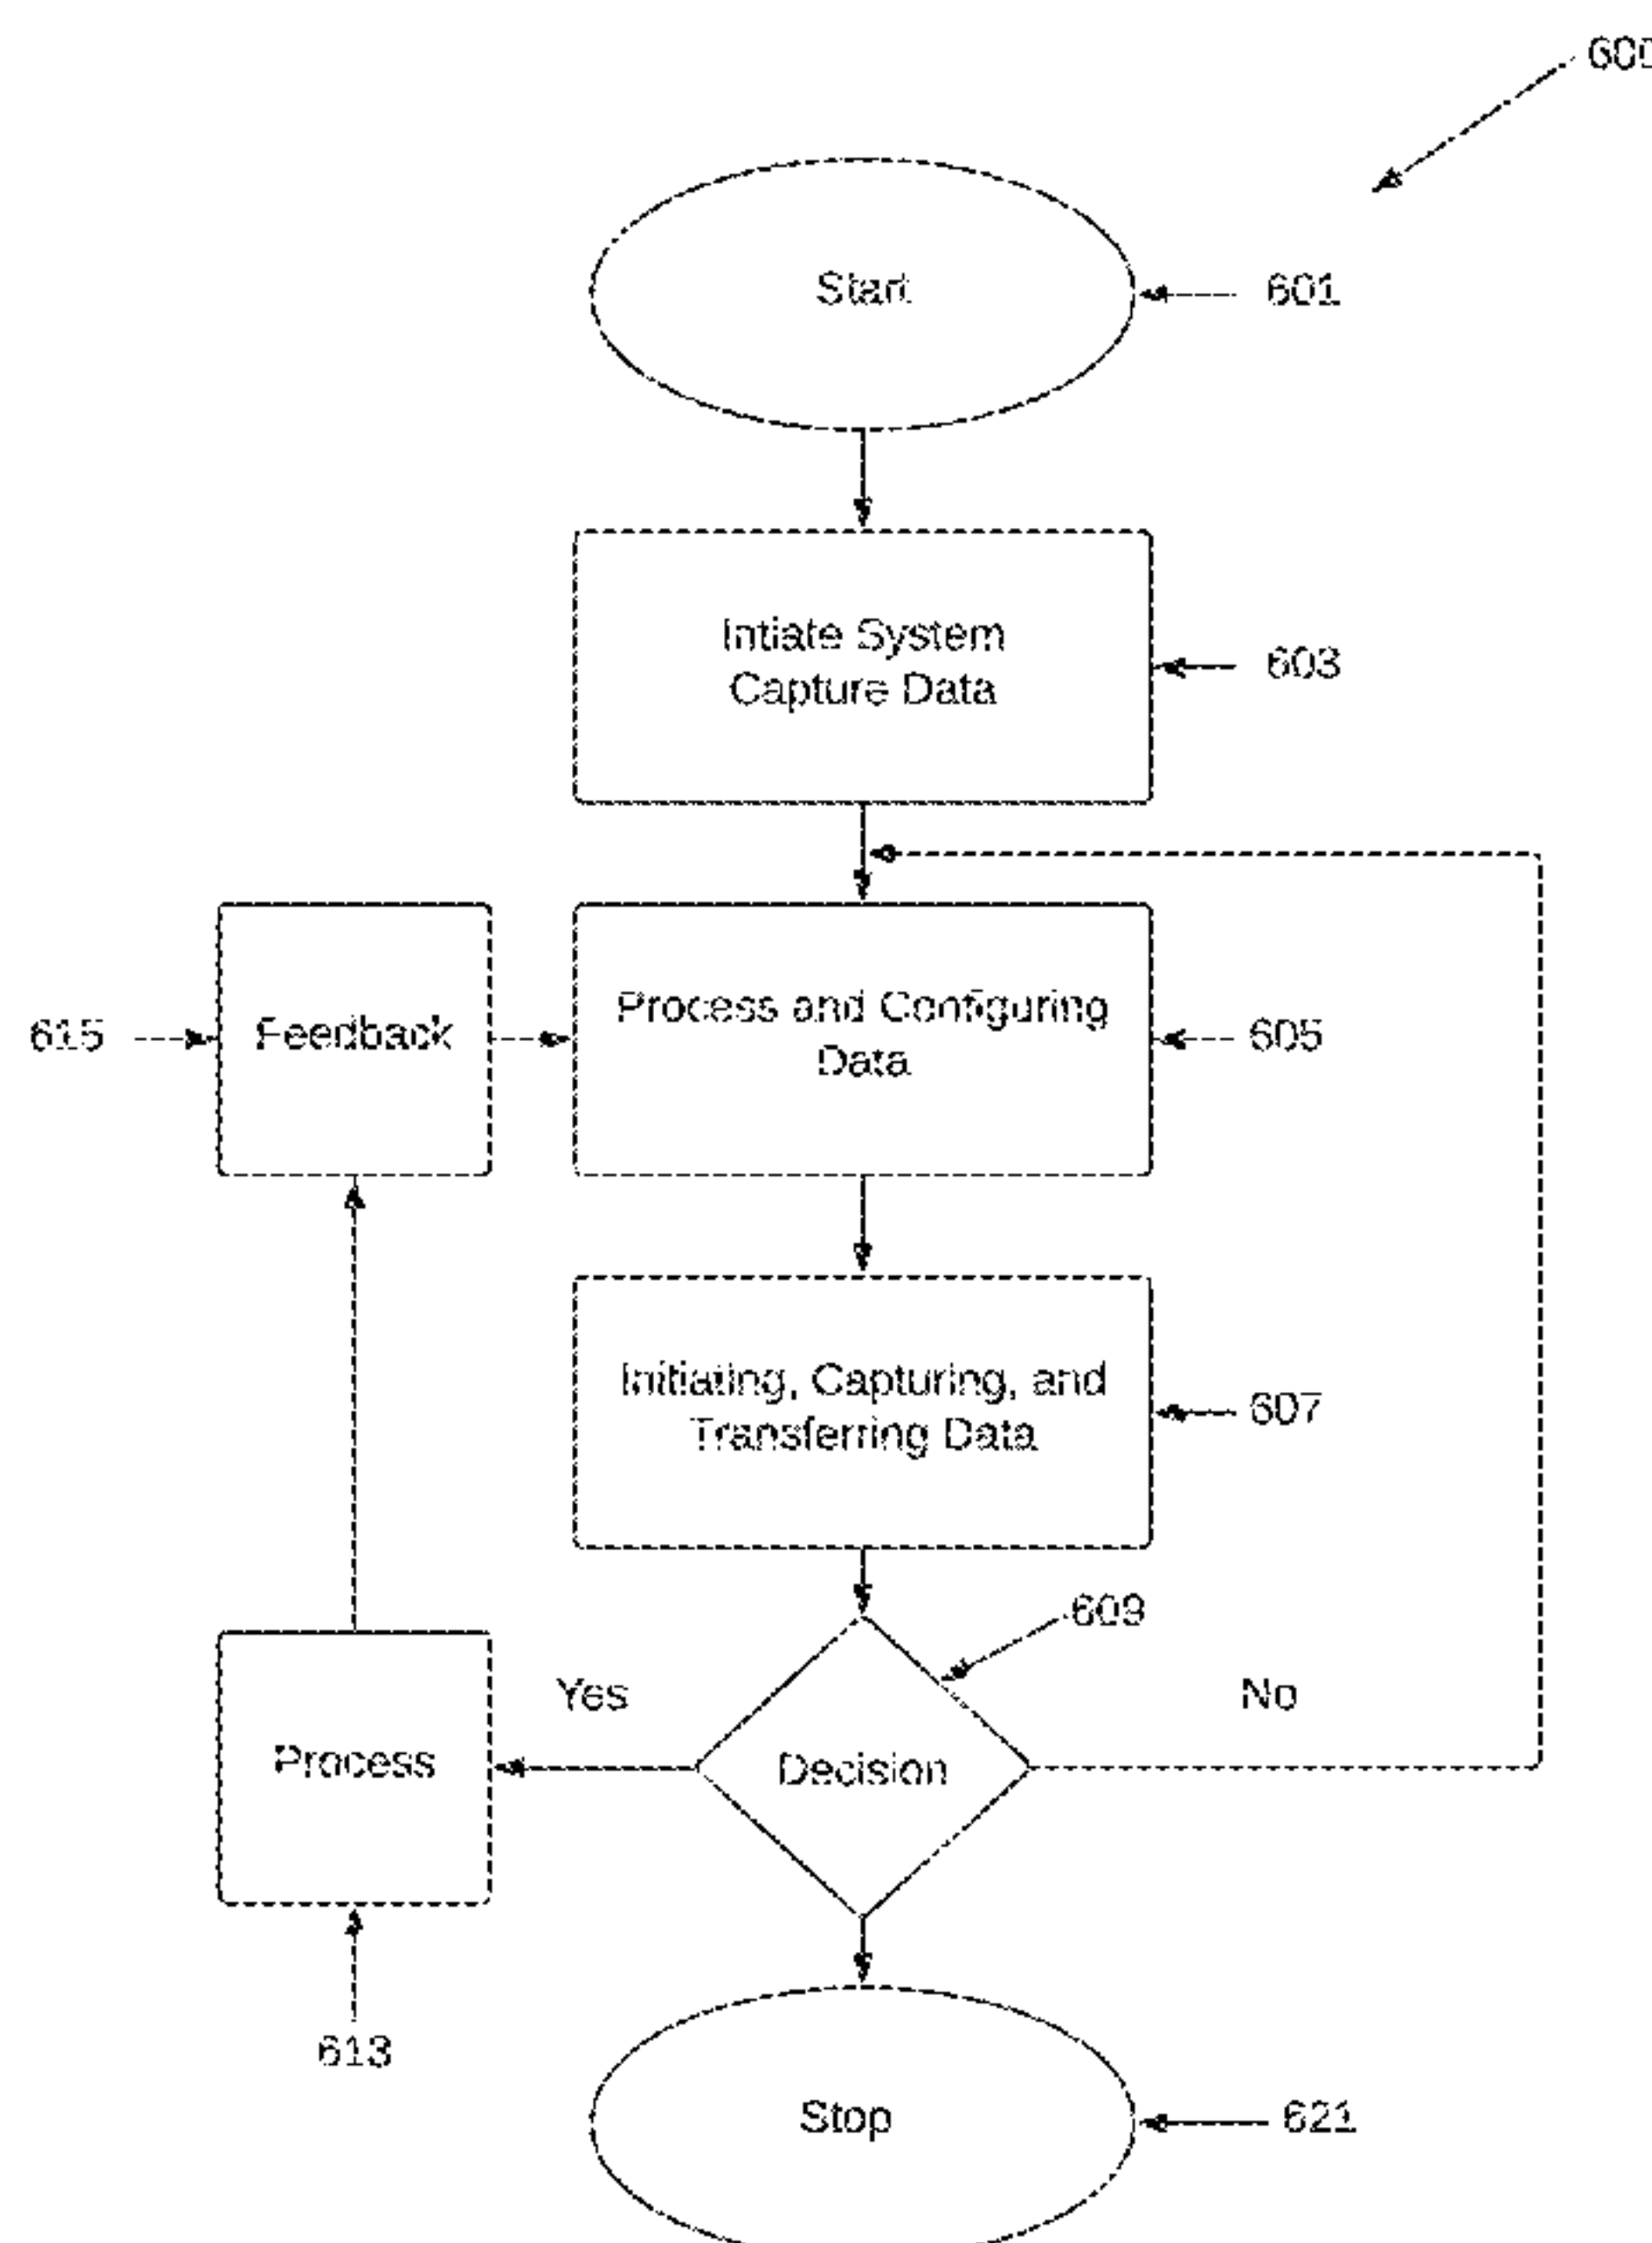 600
Start
601
Intiate System
Capture Data
603
615
Feedback
Process and Configuring
Data
605
Initiating, Capturing, and
Transferring Data
607
609
Yes
No
Process
Decision
613
Stop
621